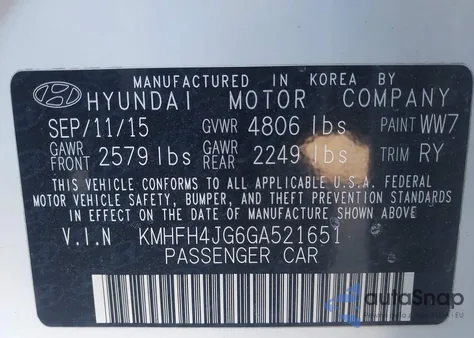 MANUFACTURED IN KOREA BY
HYUNDAI MOTOR COMPANY
SEP/11/15 GVWR 4806 lbs PAINT WW7
GAWR FRONT 2579 lbs GAWR REAR 2249 lbs TRIM RY
THIS VEHICLE CONFORMS TO ALL APPLICABLE U.S.A. FEDERAL
MOTOR VEHICLE SAFETY, BUMPER, AND THEFT PREVENTION STANDARDS
IN EFFECT ON THE DATE OF MANUFACTURE SHOWN ABOVE.
V.I.N KMHFH4JG6GA521651
PASSENGER CAR
autoSnap